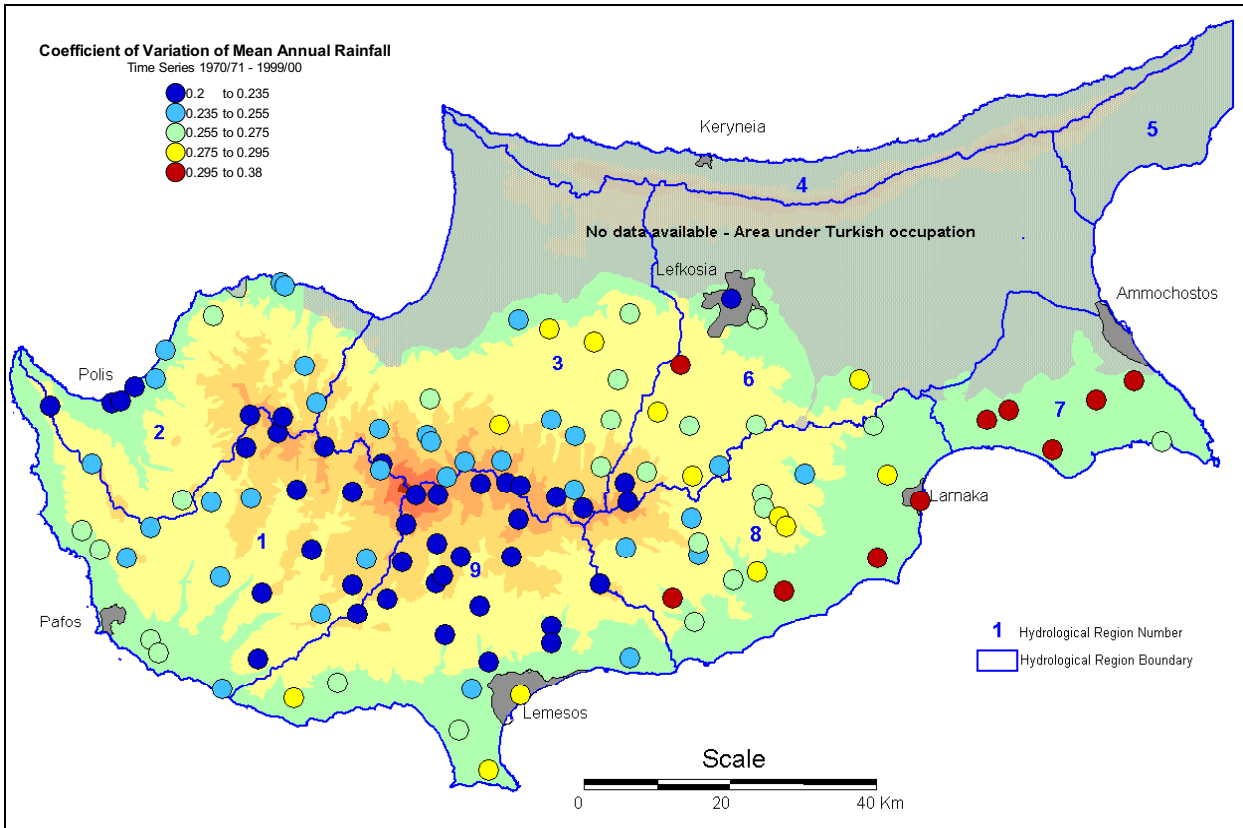 Coefficient of Variation of Mean Annual Rainfall
Time Series 1970/71 - 1999/00
0.2 to 0.235
0.235 to 0.255
0.255 to 0.275
0.275 to 0.295
0.295 to 0.38
Keryneia
5
4
No data available - Area under Turkish occupation
Lefkosia
Ammochostos
3
6
Polis
7
2
Larnaka
1
8
9
Pafos
1 Hydrological Region Number
Hydrological Region Boundary
Lemesos
Scale
0 20 40 Km